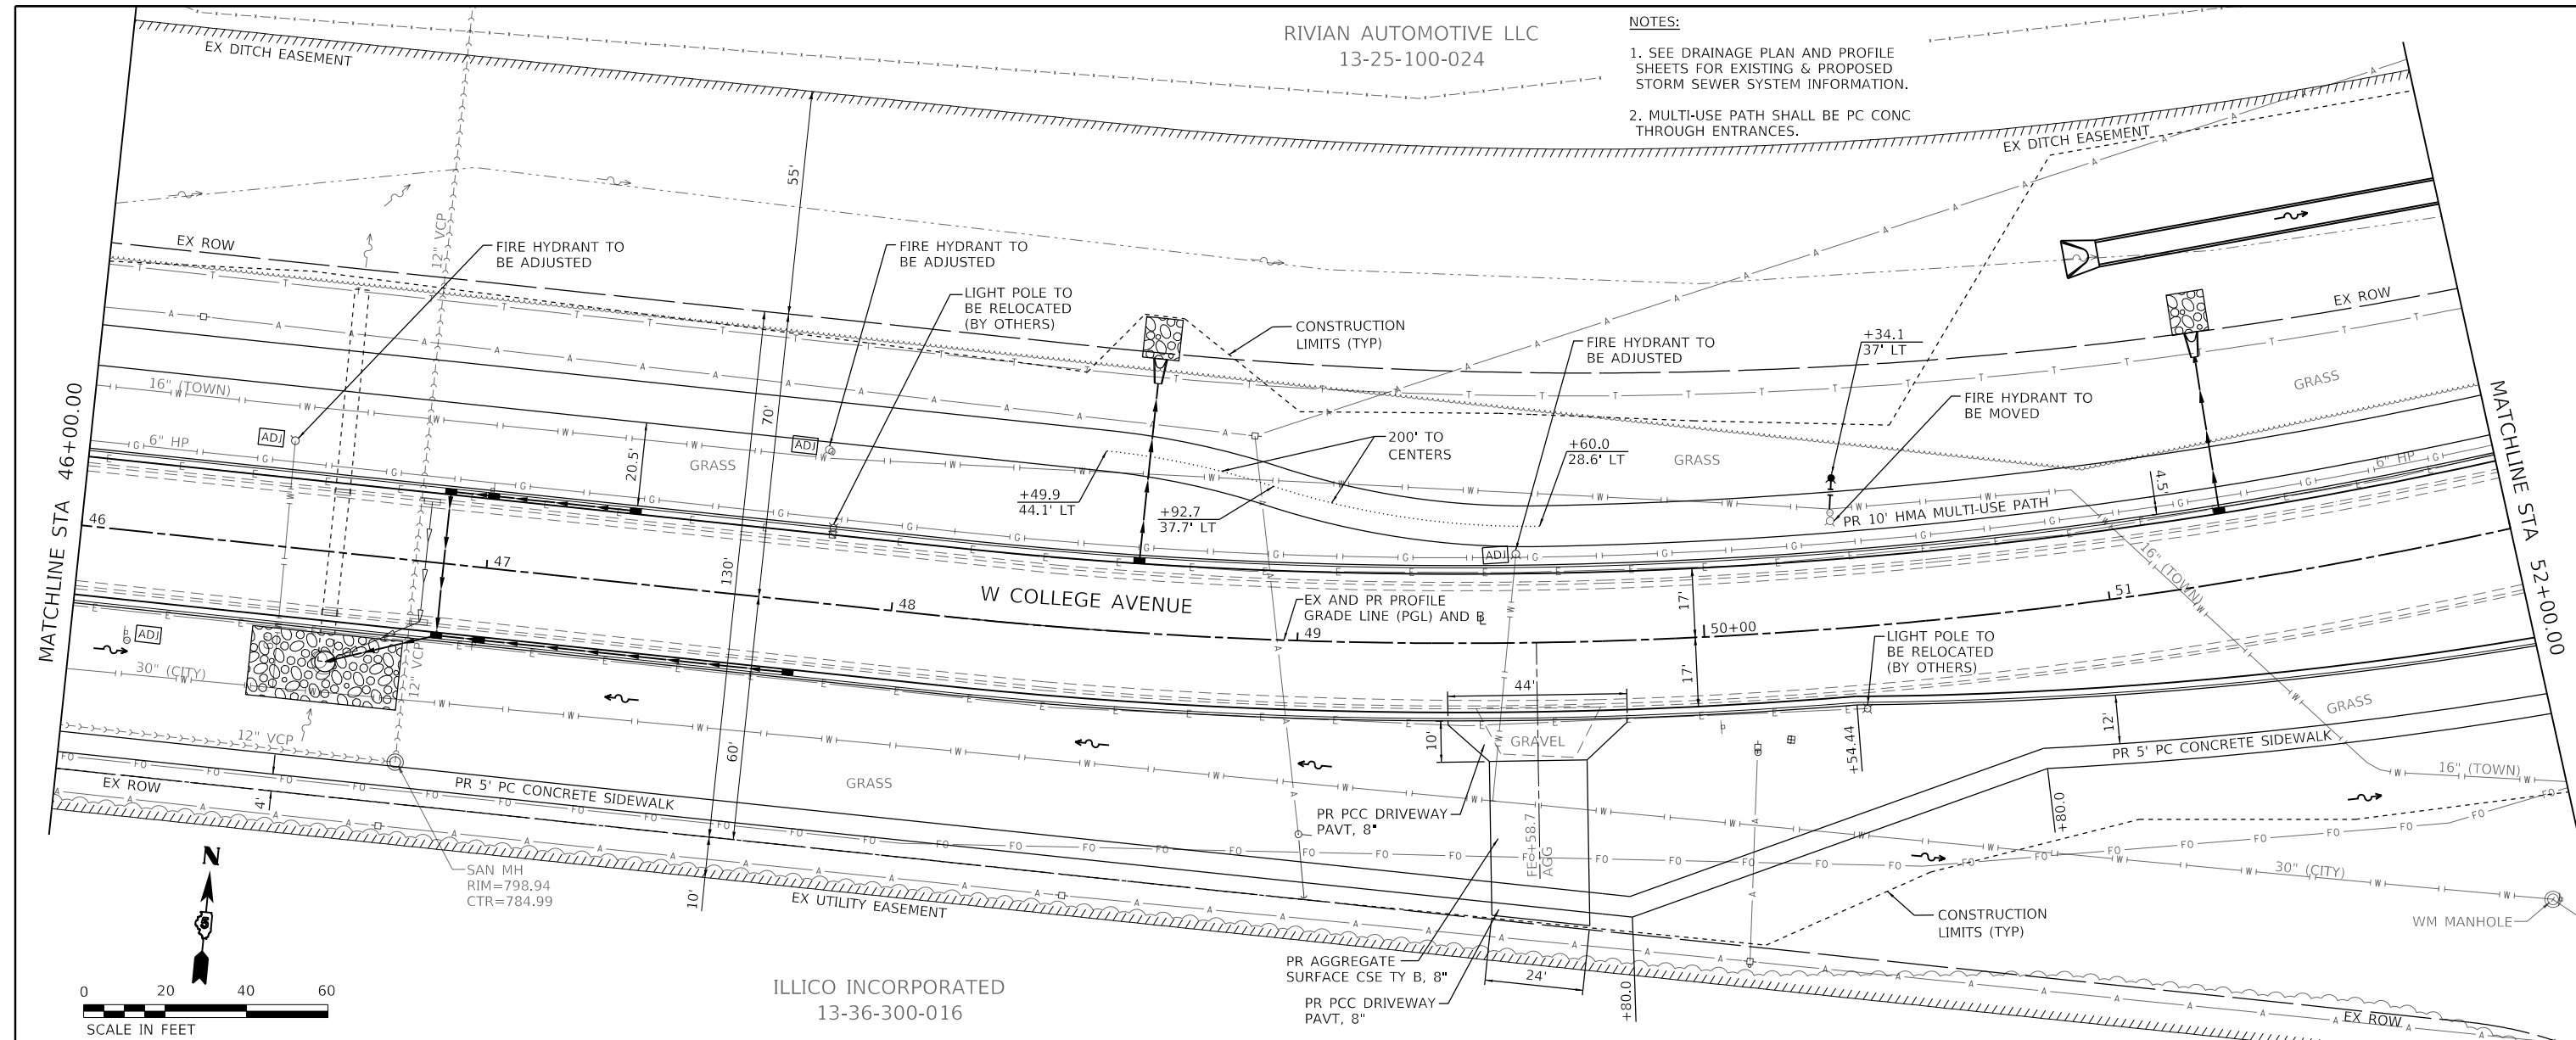 RIVIAN AUTOMOTIVE LLC
13-25-100-024
NOTES:
1. SEE DRAINAGE PLAN AND PROFILE
SHEETS FOR EXISTING & PROPOSED
STORM SEWER SYSTEM INFORMATION.
2. MULTI-USE PATH SHALL BE PC CONC
THROUGH ENTRANCES.
EX DITCH EASEMENT
EX DITCH EASEMENT
55'
12" VCP
EX ROW
FIRE HYDRANT TO
BE ADJUSTED
FIRE HYDRANT TO
BE ADJUSTED
LIGHT POLE TO
BE RELOCATED
(BY OTHERS)
CONSTRUCTION
LIMITS (TYP)
FIRE HYDRANT TO
BE ADJUSTED
+34.1
37' LT
EX ROW
GRASS
FIRE HYDRANT TO
BE MOVED
MATCHLINE STA 46+00.00
MATCHLINE STA 52+00.00
16" (TOWN)
6" HP
ADJ
ADJ
20.5'
GRASS
70'
130'
200' TO
CENTERS
+49.9
44.1' LT
+92.7
37.7' LT
+60.0
28.6' LT
GRASS
ADJ
PR 10' HMA MULTI-USE PATH
4.5'
6" HP
16" (TOWN)
46
47
48
W COLLEGE AVENUE
EX AND PR PROFILE
GRADE LINE (PGL) AND BL
49
17'
17'
50+00
51
LIGHT POLE TO
BE RELOCATED
(BY OTHERS)
ADJ
30" (CITY)
12" VCP
12" VCP
60'
44'
10'
GRAVEL
+54.44
12'
GRASS
PR 5' PC CONCRETE SIDEWALK
16" (TOWN)
EX ROW
4'
PR 5' PC CONCRETE SIDEWALK
GRASS
PR PCC DRIVEWAY
PAVT, 8"
FE+58.7
AGG
+80.0
30" (CITY)
WM MANHOLE
N
5
SAN MH
RIM=798.94
CTR=784.99
10'
EX UTILITY EASEMENT
CONSTRUCTION
LIMITS (TYP)
PR AGGREGATE
SURFACE CSE TY B, 8"
24'
PR PCC DRIVEWAY
PAVT, 8"
+80.0
EX ROW
ILLICO INCORPORATED
13-36-300-016
0 20 40 60
SCALE IN FEET